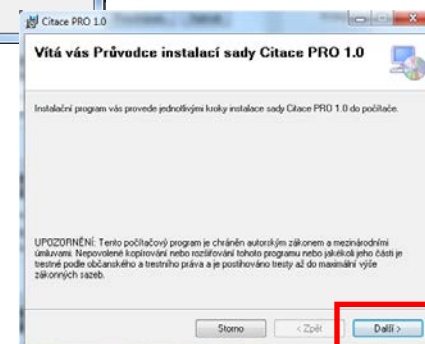 Citace PRO 1.0
Vítá vás Průvodce instalací sady Citace PRO 1.0
Instalační program vás provede jednotlivými kroky instalace sady Citace PRO 1.0 do počítače.
UPOZORNĚNÍ: Tento počítačový program je chráněn autorským zákonem a mezinárodními
úmluvami. Nepovolené kopírování nebo rozšiřování tohoto programu nebo jakékoli jeho části je
trestné podle občanského a trestního práva a je postihováno tresty až do maximální výše
zákonných sazeb.
Storno
< Zpět
Další >